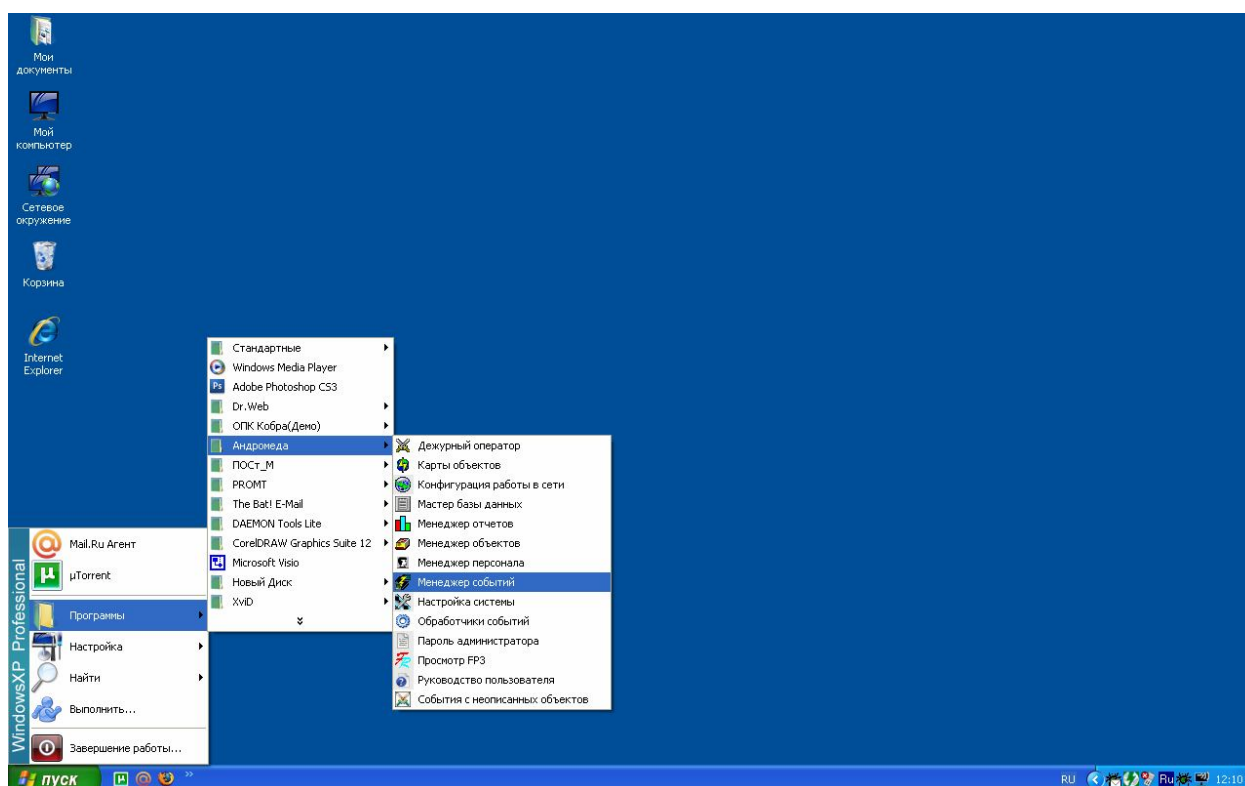 Мои
документы
Мой
компьютер
Сетевое
окружение
Корзина
Internet
Explorer
Стандартные
Windows Media Player
Ps Adobe Photoshop CS3
Dr.Web
ОПК Кобра(Демо)
Андромеда
ПОСт_М
PROMT
The Bat! E-Mail
DAEMON Tools Lite
CorelDRAW Graphics Suite 12
Microsoft Visio
Новый Диск
XviD
Дежурный оператор
Карты объектов
Конфигурация работы в сети
Мастер базы данных
Менеджер отчетов
Менеджер объектов
Менеджер персонала
Менеджер событий
Настройка системы
Обработчики событий
Пароль администратора
Просмотр FP3
Руководство пользователя
События с неописанных объектов
WindowsXP Professional
Mail.Ru Агент
µTorrent
Программы
Настройка
Найти
Выполнить...
Завершение работы...
пуск
RU
Ru
12:10